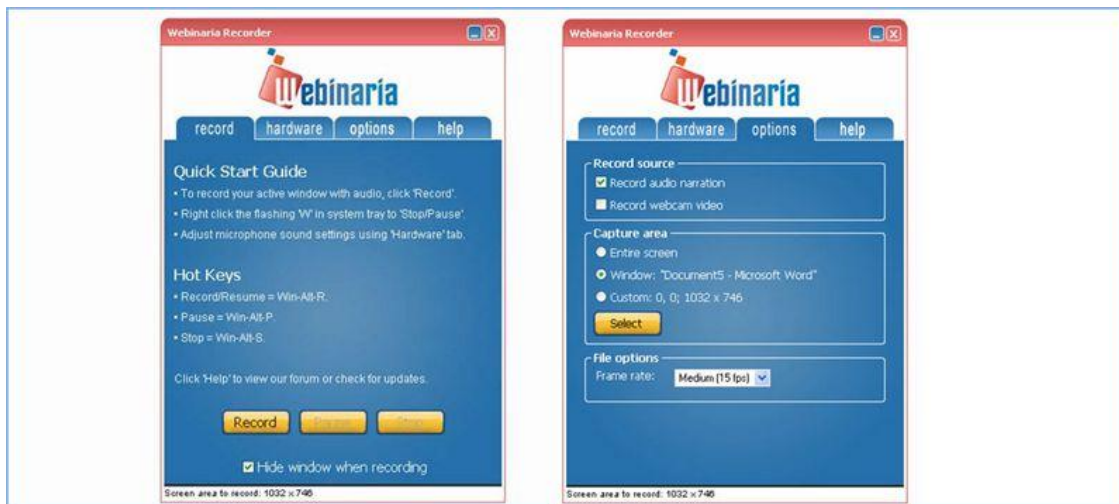 Webinaria Recorder
Webinaria
record hardware options help
Quick Start Guide
• To record your active window with audio, click 'Record'.
• Right click the flashing 'W' in system tray to 'Stop/Pause'.
• Adjust microphone sound settings using 'Hardware' tab.
Hot Keys
• Record/Resume = Win-Alt-R.
• Pause = Win-Alt-P.
• Stop = Win-Alt-S.
Click 'Help' to view our forum or check for updates.
Record Pause Stop
Hide window when recording
Screen area to record: 1032 x 746
Webinaria Recorder
Webinaria
record hardware options help
Record source
Record audio narration
Record webcam video
Capture area
Entire screen
Window: "Document5 - Microsoft Word"
Custom: 0, 0; 1032 x 746
Select
File options
Frame rate: Medium (15 fps)
Screen area to record: 1032 x 746